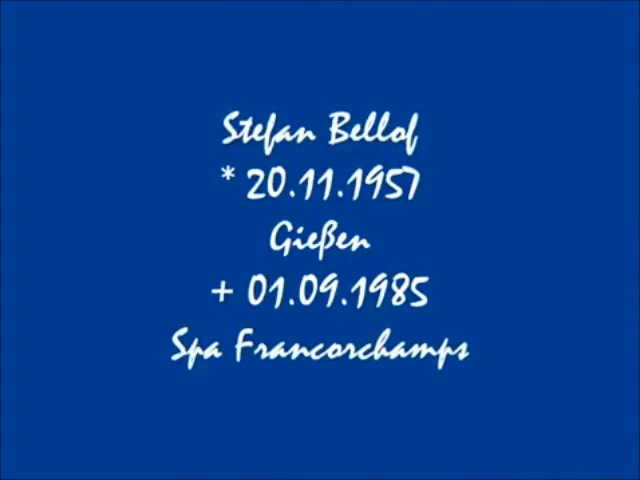 Stefan Bellof
* 20.11.1957
Gießen
+ 01.09.1985
Spa Francorchamps